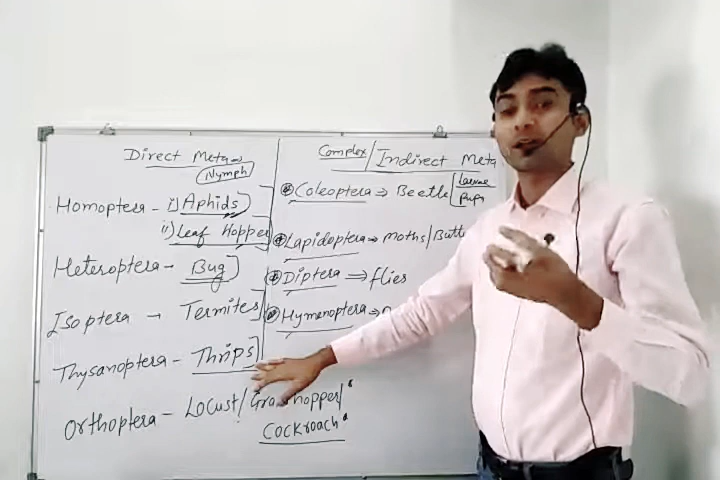 Direct Meta
Nymph
Homoptera - i) Aphids
ii) Leaf Hopper
Heteroptera - Bug
Isoptera → Termites
Thysanoptera - Thrips
Orthoptera - Locust/Grasshopper/
Cockroach
Complex/Indirect Meta
Coleoptera ⇒ Beetle
Larvae
Pupa
Lapidoptera ⇒ Moths/Butt
Diptera ⇒ flies
Hymenoptera ⇒